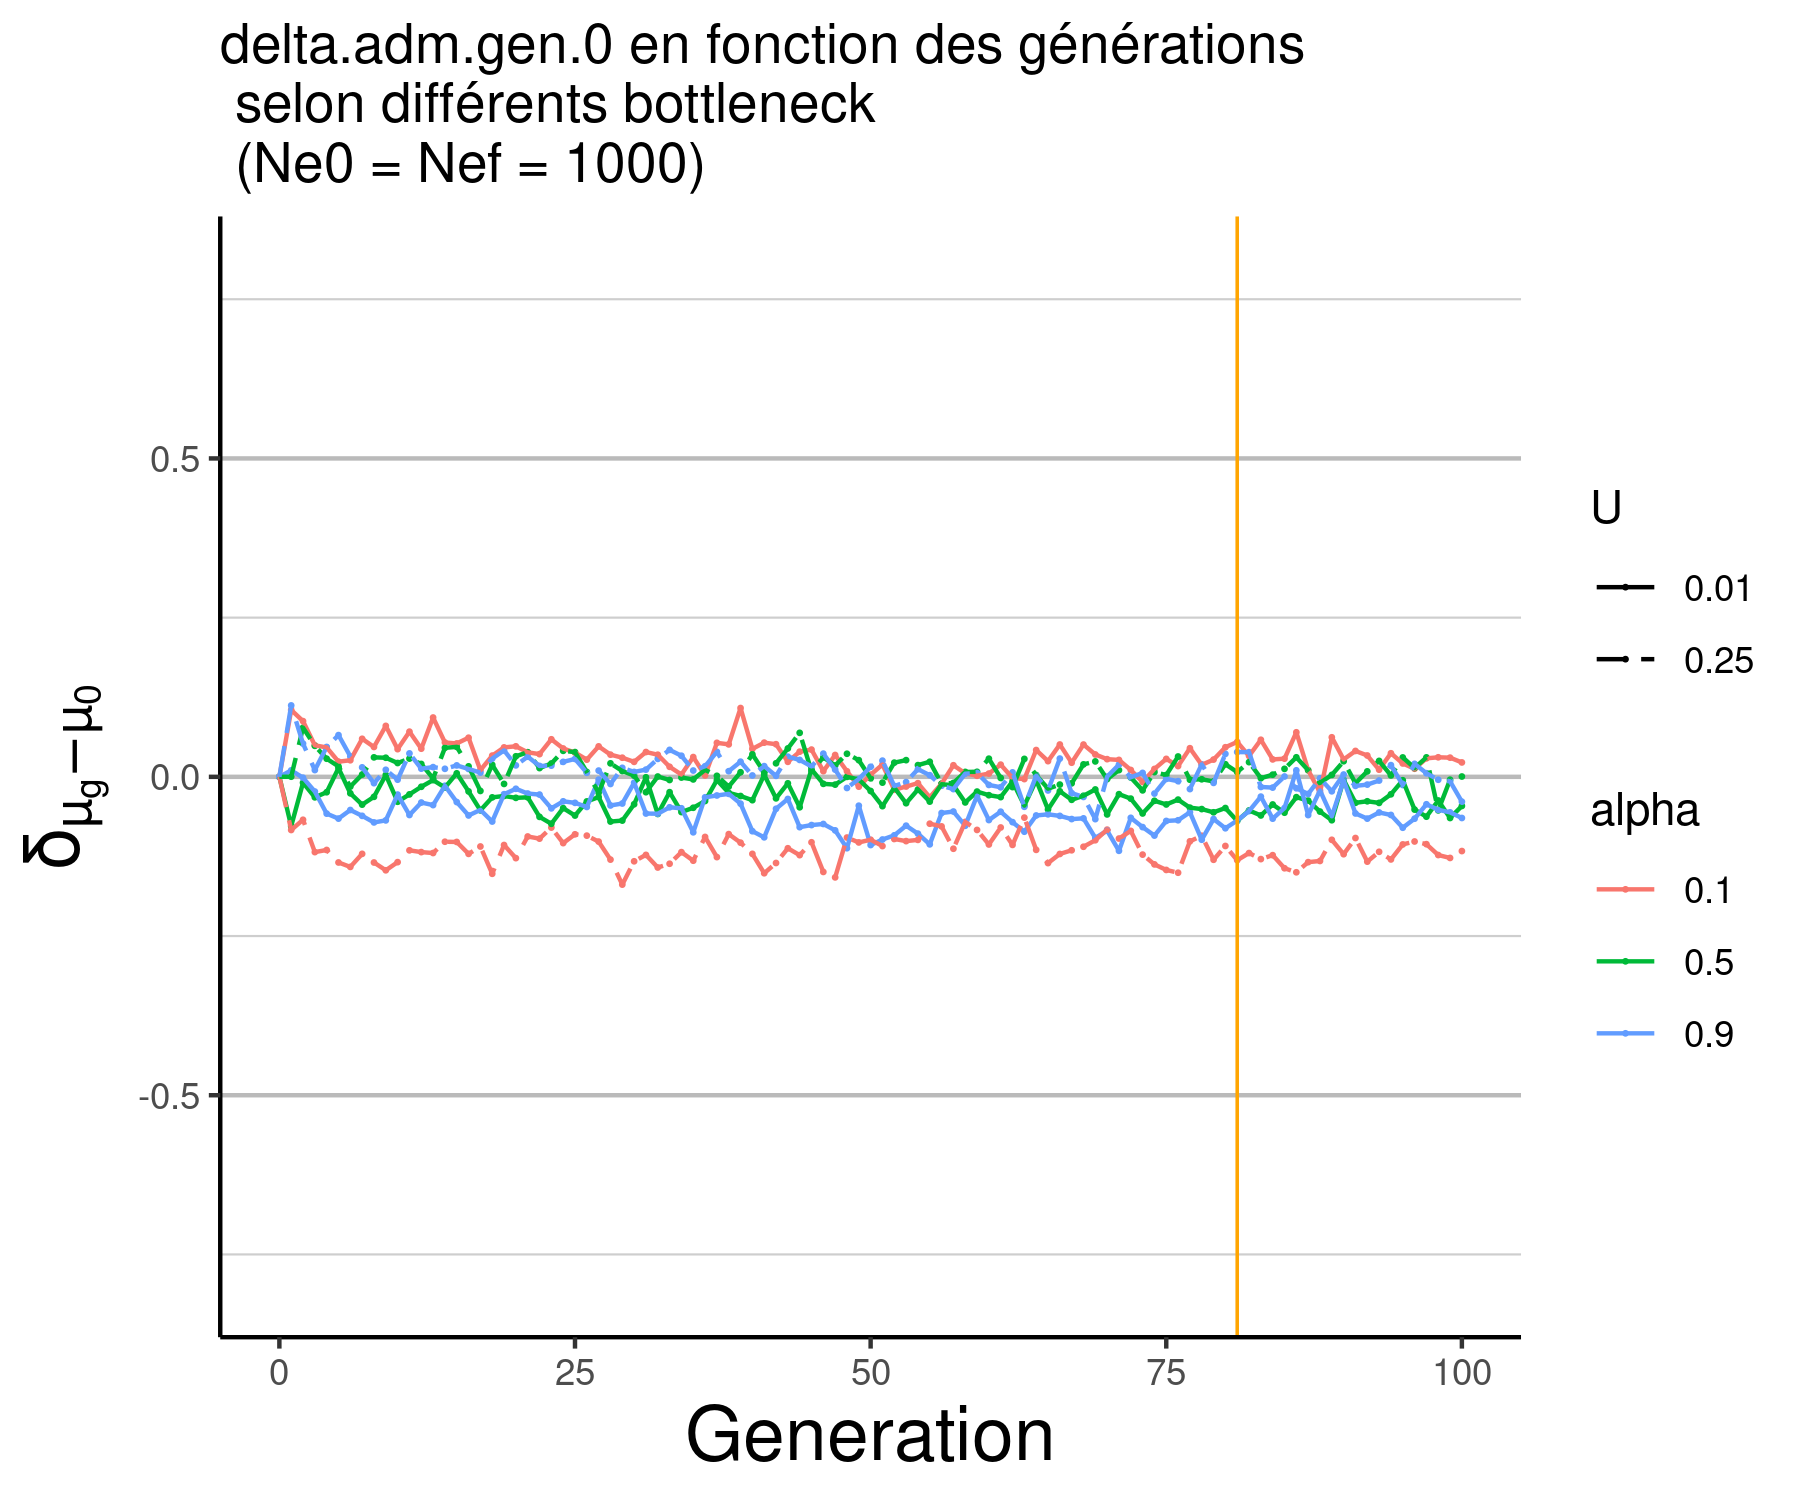 delta.adm.gen.0 en fonction des générations
selon différents bottleneck
(Ne0 = Nef = 1000)
δμg−μ0
0.5
0.0
-0.5
0 25 50 75 100
Generation
U
0.01
0.25
alpha
0.1
0.5
0.9